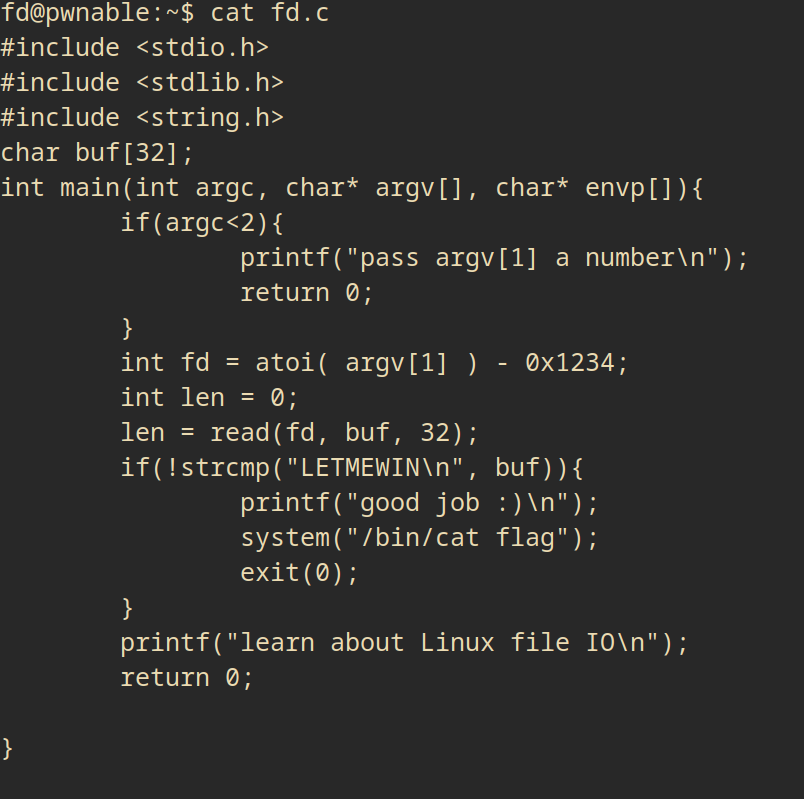 fd@pwnable:~$ cat fd.c
#include <stdio.h>
#include <stdlib.h>
#include <string.h>
char buf[32];
int main(int argc, char* argv[], char* envp[]){
        if(argc<2){
                printf("pass argv[1] a number\n");
                return 0;
        }
        int fd = atoi( argv[1] ) - 0x1234;
        int len = 0;
        len = read(fd, buf, 32);
        if(!strcmp("LETMEWIN\n", buf)){
                printf("good job :)\n");
                system("/bin/cat flag");
                exit(0);
        }
        printf("learn about Linux file IO\n");
        return 0;

}